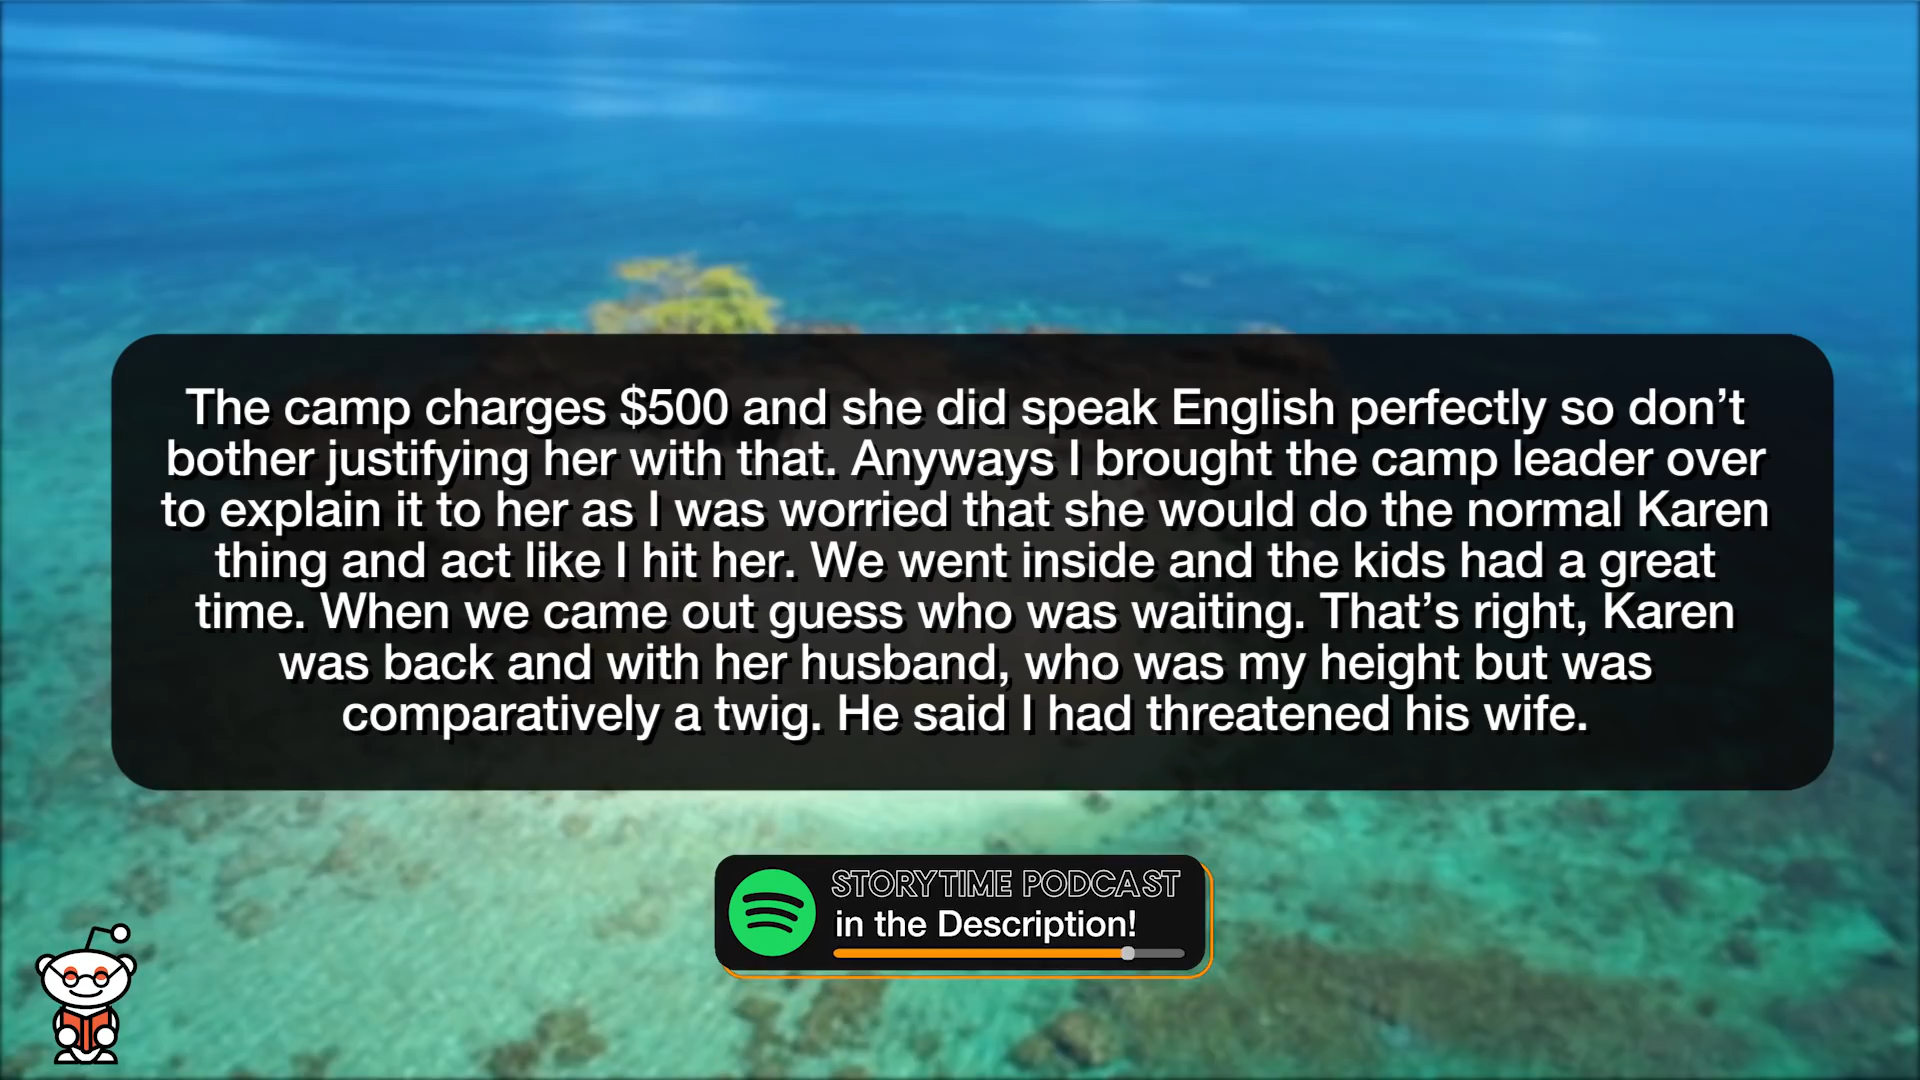 The camp charges $500 and she did speak English perfectly so don’t
bother justifying her with that. Anyways I brought the camp leader over
to explain it to her as I was worried that she would do the normal Karen
thing and act like I hit her. We went inside and the kids had a great
time. When we came out guess who was waiting. That’s right, Karen
was back and with her husband, who was my height but was
comparatively a twig. He said I had threatened his wife.
STORYTIME PODCAST
in the Description!